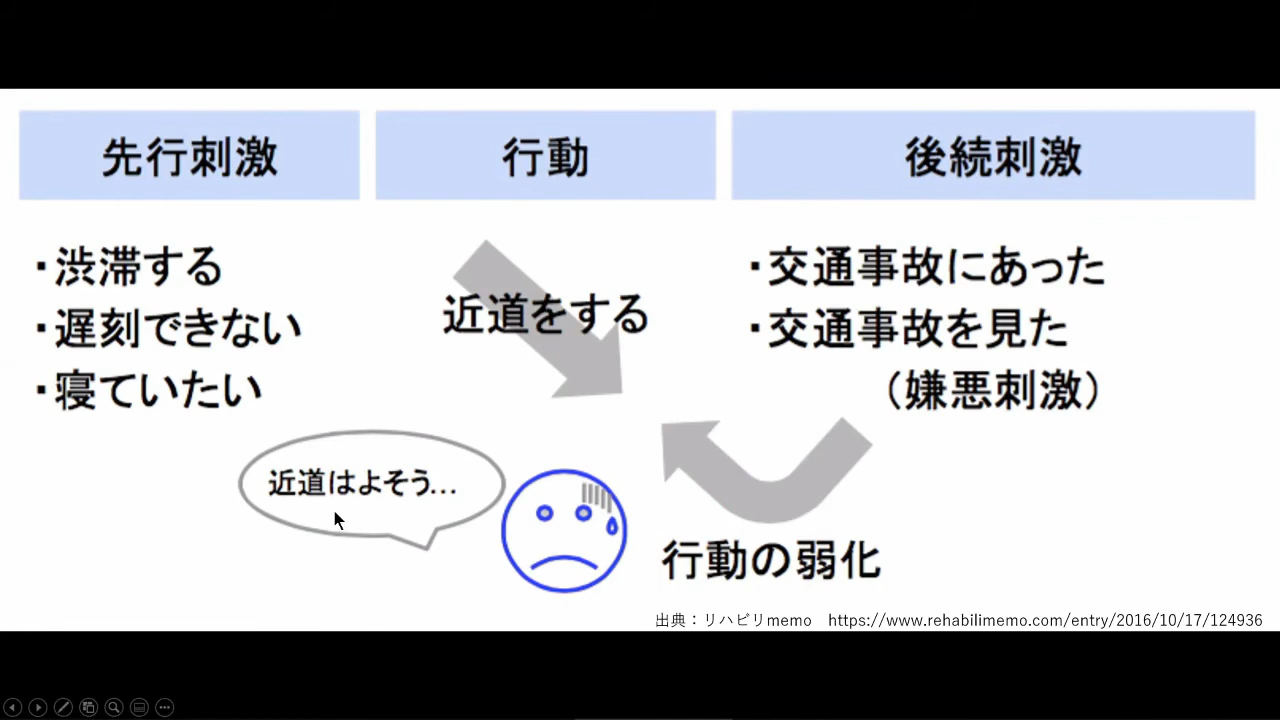 先行刺激
行動
後続刺激
・渋滞する
・遅刻できない
・寝ていたい
近道をする
・交通事故にあった
・交通事故を見た
（嫌悪刺激）
近道はよそう…
行動の弱化
出典：リハビリmemo　https://www.rehabilimemo.com/entry/2016/10/17/124936